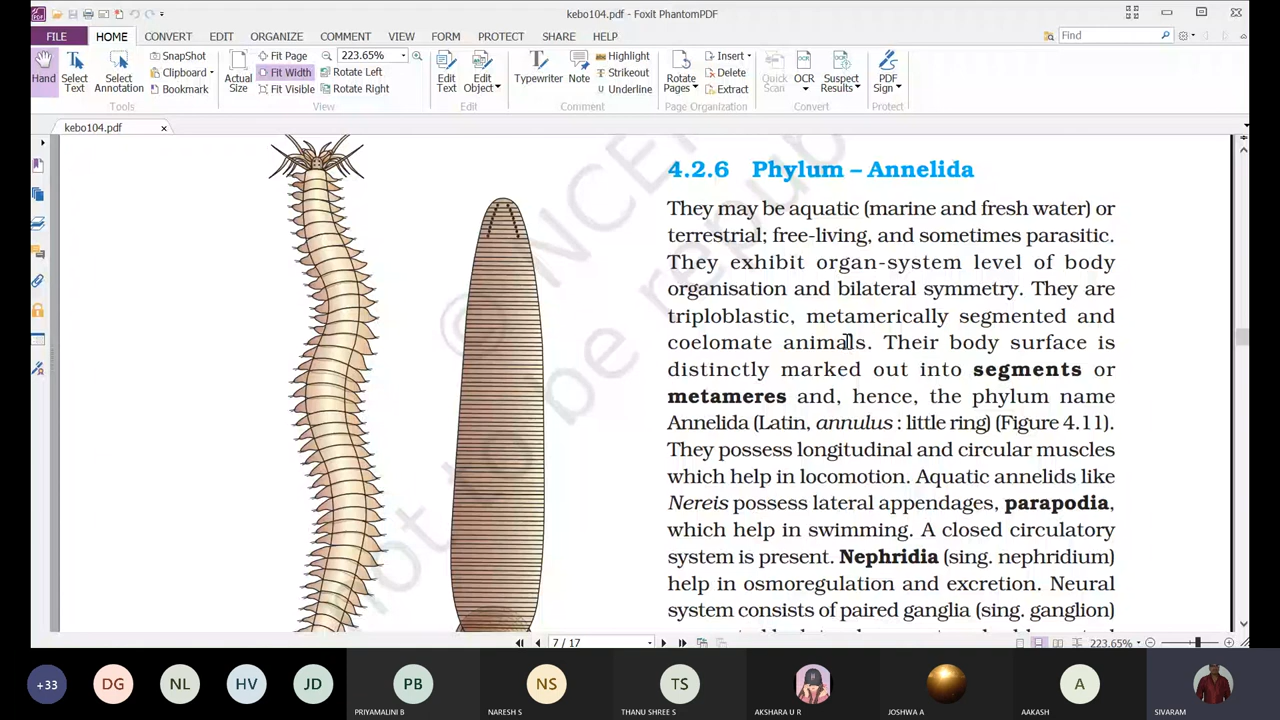 kebo104.pdf - Foxit PhantomPDF
FILE HOME CONVERT EDIT ORGANIZE COMMENT VIEW FORM PROTECT SHARE HELP Find
Hand
Select Text
Select Annotation
SnapShot
Clipboard
Bookmark
Tools
Actual Size
Fit Page
Fit Width
Fit Visible
223.65%
Rotate Left
Rotate Right
View
Edit Text
Edit Object
Edit
Typewriter
Note
Highlight
Strikeout
Underline
Comment
Rotate Pages
Insert
Delete
Extract
Page Organization
Quick Scan
OCR
Suspect Results
Convert
PDF Sign
Protect
kebo104.pdf
© NCE
not to be repub
4.2.6 Phylum – Annelida
They may be aquatic (marine and fresh water) or
terrestrial; free-living, and sometimes parasitic.
They exhibit organ-system level of body
organisation and bilateral symmetry. They are
triploblastic, metamerically segmented and
coelomate animals. Their body surface is
distinctly marked out into segments or
metameres and, hence, the phylum name
Annelida (Latin, annulus : little ring) (Figure 4.11).
They possess longitudinal and circular muscles
which help in locomotion. Aquatic annelids like
Nereis possess lateral appendages, parapodia,
which help in swimming. A closed circulatory
system is present. Nephridia (sing. nephridium)
help in osmoregulation and excretion. Neural
system consists of paired ganglia (sing. ganglion)
7 / 17
223.65%
+33 DG NL HV JD PB NS TS A
PRIYAMALINI B NARESH S THANU SHREE S AKSHARA U R JOSHWA A AAKASH SIVARAM